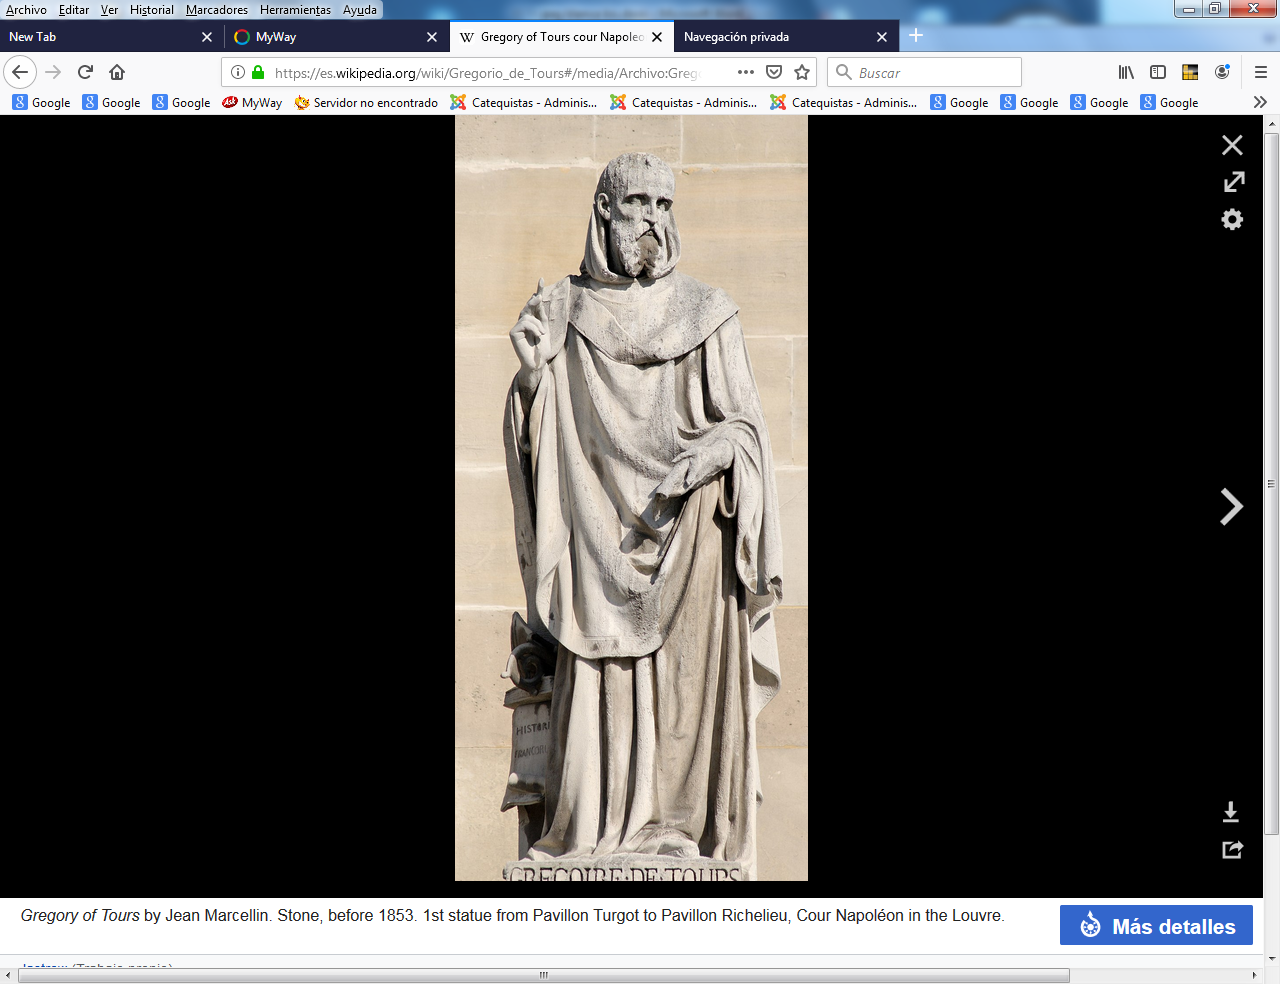 Archivo Editar Ver Historial Marcadores Herramientas Ayuda
New Tab
MyWay
Gregory of Tours cour Napoleo
Navegación privada
https://es.wikipedia.org/wiki/Gregorio_de_Tours#/media/Archivo:Greg
Buscar
Google Google Google MyWay Servidor no encontrado Catequistas - Adminis... Catequistas - Adminis... Catequistas - Adminis... Google Google Google Google
HISTORI
GREGOIRE·DE·TOURS
Gregory of Tours by Jean Marcellin. Stone, before 1853. 1st statue from Pavillon Turgot to Pavillon Richelieu, Cour Napoléon in the Louvre.
Más detalles